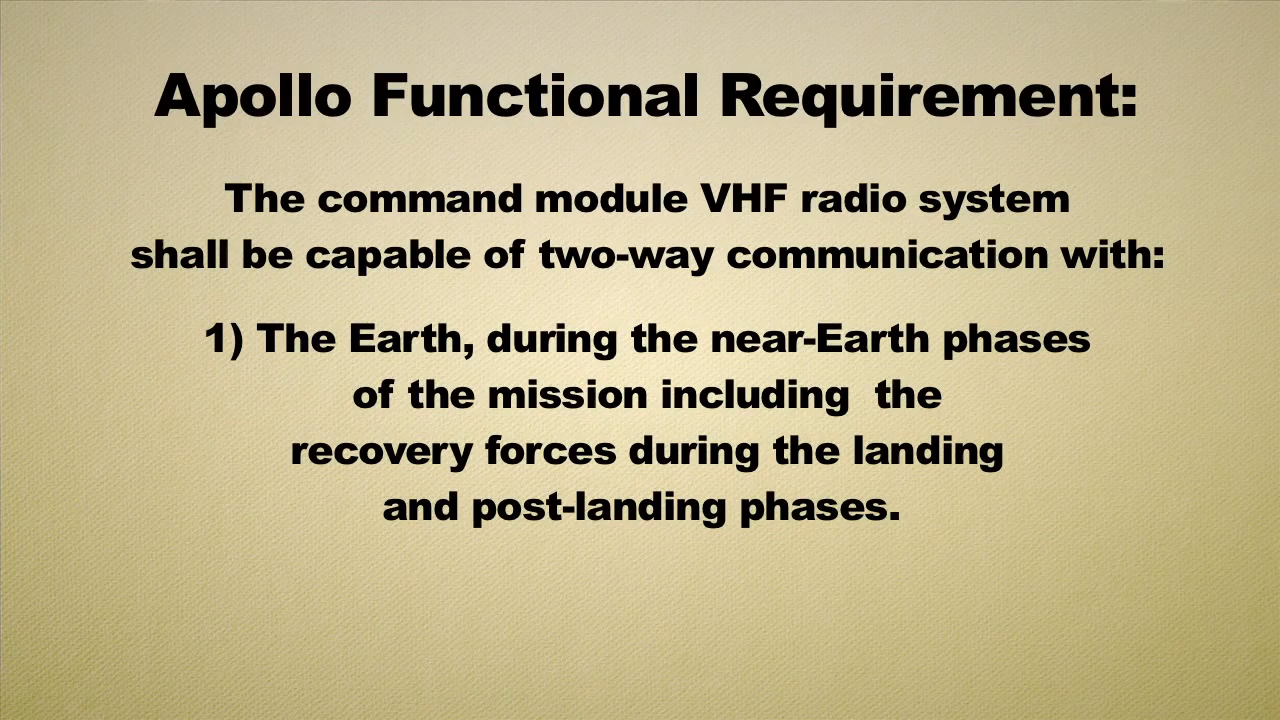 Apollo Functional Requirement:
The command module VHF radio system
shall be capable of two-way communication with:
1) The Earth, during the near-Earth phases
of the mission including  the
recovery forces during the landing
and post-landing phases.